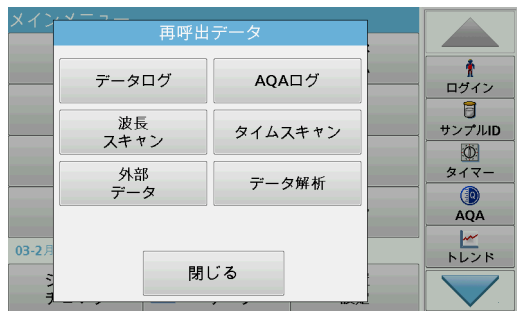 メインメニュー
再呼出データ
データログ
AQAログ
波長
スキャン
タイムスキャン
外部
データ
データ解析
閉じる
03-2月
ログイン
サンプルID
タイマー
AQA
トレンド